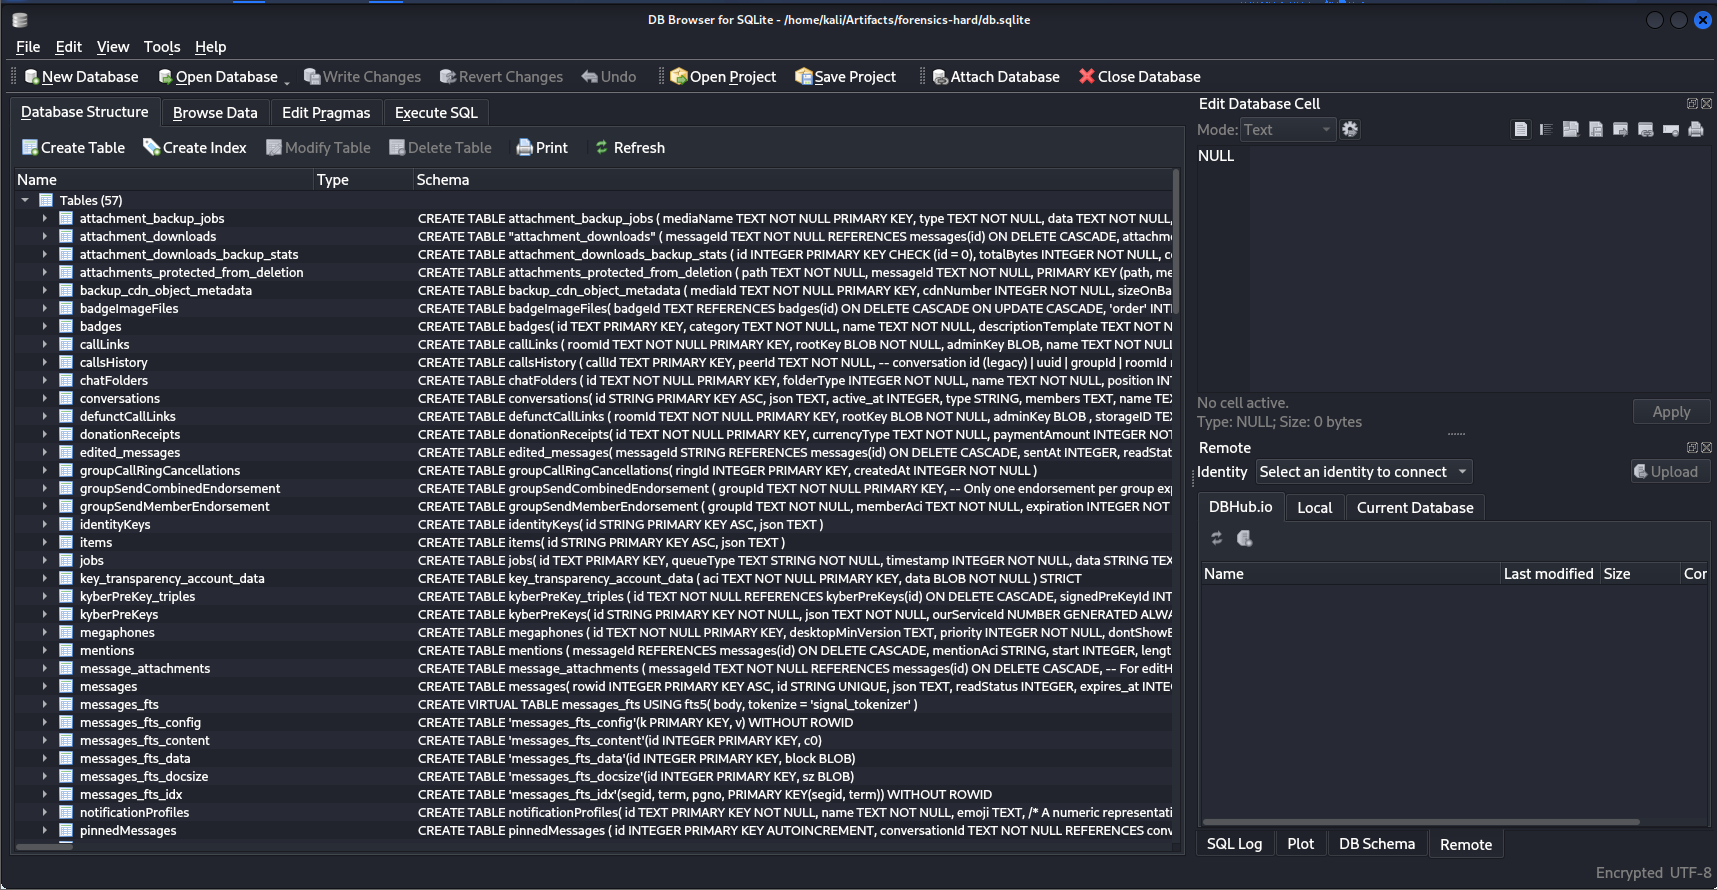 DB Browser for SQLite - /home/kali/Artifacts/forensics-hard/db.sqlite
File Edit View Tools Help
New Database Open Database Write Changes Revert Changes Undo Open Project Save Project Attach Database Close Database
Database Structure Browse Data Edit Pragmas Execute SQL
Create Table Create Index Modify Table Delete Table Print Refresh
Name Type Schema
Tables (57)
attachment_backup_jobs CREATE TABLE attachment_backup_jobs ( mediaName TEXT NOT NULL PRIMARY KEY, type TEXT NOT NULL, data TEXT NOT NULL,
attachment_downloads CREATE TABLE "attachment_downloads" ( messageId TEXT NOT NULL REFERENCES messages(id) ON DELETE CASCADE, attachm
attachment_downloads_backup_stats CREATE TABLE attachment_downloads_backup_stats ( id INTEGER PRIMARY KEY CHECK (id = 0), totalBytes INTEGER NOT NULL, c
attachments_protected_from_deletion CREATE TABLE attachments_protected_from_deletion ( path TEXT NOT NULL, messageId TEXT NOT NULL, PRIMARY KEY (path, me
backup_cdn_object_metadata CREATE TABLE backup_cdn_object_metadata ( mediaId TEXT NOT NULL PRIMARY KEY, cdnNumber INTEGER NOT NULL, sizeOnBa
badgeImageFiles CREATE TABLE badgeImageFiles( badgeId TEXT REFERENCES badges(id) ON DELETE CASCADE ON UPDATE CASCADE, 'order' INT
badges CREATE TABLE badges( id TEXT PRIMARY KEY, category TEXT NOT NULL, name TEXT NOT NULL, descriptionTemplate TEXT NOT N
callLinks CREATE TABLE callLinks ( roomId TEXT NOT NULL PRIMARY KEY, rootKey BLOB NOT NULL, adminKey BLOB, name TEXT NOT NULL
callsHistory CREATE TABLE callsHistory ( callId TEXT PRIMARY KEY, peerId TEXT NOT NULL, -- conversation id (legacy) | uuid | groupId | roomId
chatFolders CREATE TABLE chatFolders ( id TEXT NOT NULL PRIMARY KEY, folderType INTEGER NOT NULL, name TEXT NOT NULL, position INT
conversations CREATE TABLE conversations( id STRING PRIMARY KEY ASC, json TEXT, active_at INTEGER, type STRING, members TEXT, name TE
defunctCallLinks CREATE TABLE defunctCallLinks ( roomId TEXT NOT NULL PRIMARY KEY, rootKey BLOB NOT NULL, adminKey BLOB , storageID TE
donationReceipts CREATE TABLE donationReceipts( id TEXT NOT NULL PRIMARY KEY, currencyType TEXT NOT NULL, paymentAmount INTEGER NOT
edited_messages CREATE TABLE edited_messages( messageId STRING REFERENCES messages(id) ON DELETE CASCADE, sentAt INTEGER, readStat
groupCallRingCancellations CREATE TABLE groupCallRingCancellations( ringId INTEGER PRIMARY KEY, createdAt INTEGER NOT NULL )
groupSendCombinedEndorsement CREATE TABLE groupSendCombinedEndorsement ( groupId TEXT NOT NULL PRIMARY KEY, -- Only one endorsement per group exp
groupSendMemberEndorsement CREATE TABLE groupSendMemberEndorsement ( groupId TEXT NOT NULL, memberAci TEXT NOT NULL, expiration INTEGER NOT
identityKeys CREATE TABLE identityKeys( id STRING PRIMARY KEY ASC, json TEXT )
items CREATE TABLE items( id STRING PRIMARY KEY ASC, json TEXT )
jobs CREATE TABLE jobs( id TEXT PRIMARY KEY, queueType TEXT STRING NOT NULL, timestamp INTEGER NOT NULL, data STRING TEX
key_transparency_account_data CREATE TABLE key_transparency_account_data ( aci TEXT NOT NULL PRIMARY KEY, data BLOB NOT NULL ) STRICT
kyberPreKey_triples CREATE TABLE kyberPreKey_triples ( id TEXT NOT NULL REFERENCES kyberPreKeys(id) ON DELETE CASCADE, signedPreKeyId INT
kyberPreKeys CREATE TABLE kyberPreKeys( id STRING PRIMARY KEY NOT NULL, json TEXT NOT NULL, ourServiceId NUMBER GENERATED ALWA
megaphones CREATE TABLE megaphones ( id TEXT NOT NULL PRIMARY KEY, desktopMinVersion TEXT, priority INTEGER NOT NULL, dontShowE
mentions CREATE TABLE mentions ( messageId REFERENCES messages(id) ON DELETE CASCADE, mentionAci STRING, start INTEGER, lengt
message_attachments CREATE TABLE message_attachments ( messageId TEXT NOT NULL REFERENCES messages(id) ON DELETE CASCADE, -- For editH
messages CREATE TABLE messages( rowid INTEGER PRIMARY KEY ASC, id STRING UNIQUE, json TEXT, readStatus INTEGER, expires_at INTEG
messages_fts CREATE VIRTUAL TABLE messages_fts USING fts5( body, tokenize = 'signal_tokenizer' )
messages_fts_config CREATE TABLE 'messages_fts_config'(k PRIMARY KEY, v) WITHOUT ROWID
messages_fts_content CREATE TABLE 'messages_fts_content'(id INTEGER PRIMARY KEY, c0)
messages_fts_data CREATE TABLE 'messages_fts_data'(id INTEGER PRIMARY KEY, block BLOB)
messages_fts_docsize CREATE TABLE 'messages_fts_docsize'(id INTEGER PRIMARY KEY, sz BLOB)
messages_fts_idx CREATE TABLE 'messages_fts_idx'(segid, term, pgno, PRIMARY KEY(segid, term)) WITHOUT ROWID
notificationProfiles CREATE TABLE notificationProfiles( id TEXT PRIMARY KEY NOT NULL, name TEXT NOT NULL, emoji TEXT, /* A numeric representati
pinnedMessages CREATE TABLE pinnedMessages ( id INTEGER PRIMARY KEY AUTOINCREMENT, conversationId TEXT NOT NULL REFERENCES conv
Edit Database Cell
Mode: Text
NULL
No cell active.
Type: NULL; Size: 0 bytes
Apply
Remote
Identity Select an identity to connect Upload
DBHub.io Local Current Database
Name Last modified Size Cor
SQL Log Plot DB Schema Remote
Encrypted UTF-8